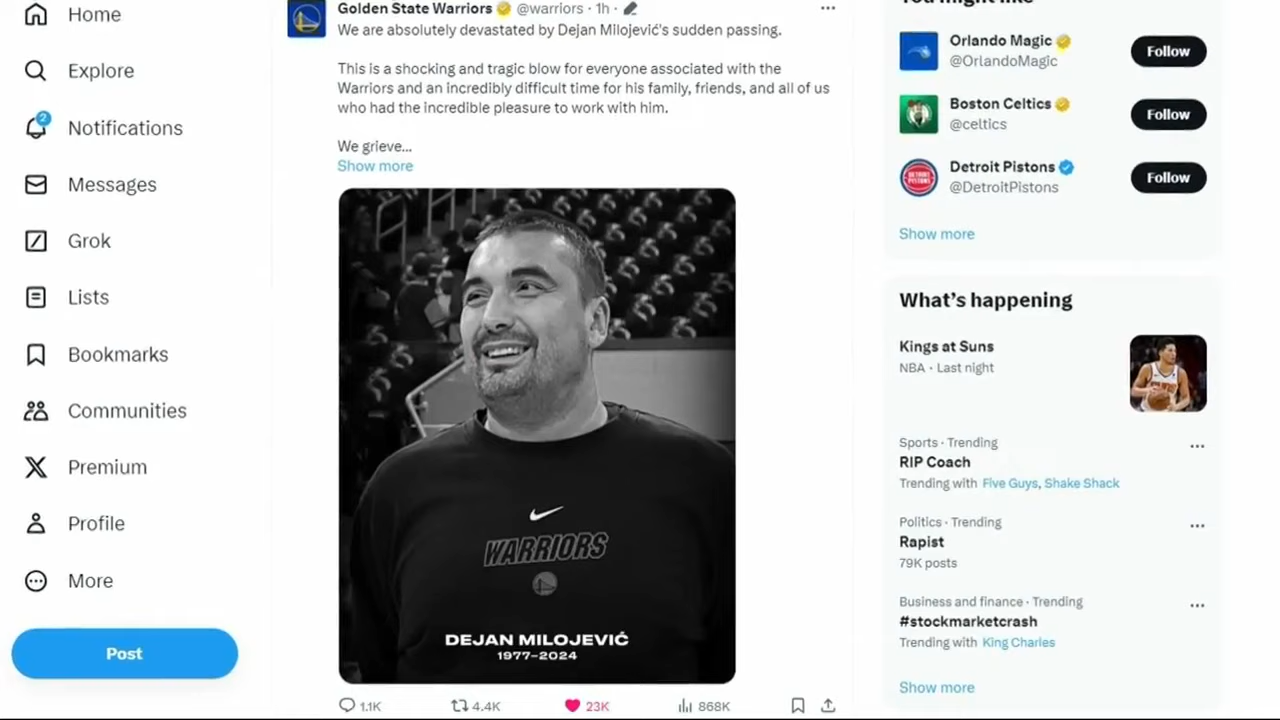 Home
Explore
2
Notifications
Messages
Grok
Lists
Bookmarks
Communities
Premium
Profile
More
Post
Golden State Warriors @warriors · 1h ·
We are absolutely devastated by Dejan Milojević's sudden passing.
This is a shocking and tragic blow for everyone associated with the
Warriors and an incredibly difficult time for his family, friends, and all of us
who had the incredible pleasure to work with him.
We grieve...
Show more
WARRIORS
DEJAN MILOJEVIĆ
1977–2024
1.1K 4.4K 23K 868K
You might like
Orlando Magic
@OrlandoMagic
Follow
Boston Celtics
@celtics
Follow
Detroit Pistons
@DetroitPistons
Follow
Show more
What's happening
Kings at Suns
NBA · Last night
Sports · Trending
RIP Coach
Trending with Five Guys, Shake Shack
Politics · Trending
Rapist
79K posts
Business and finance · Trending
#stockmarketcrash
Trending with King Charles
Show more